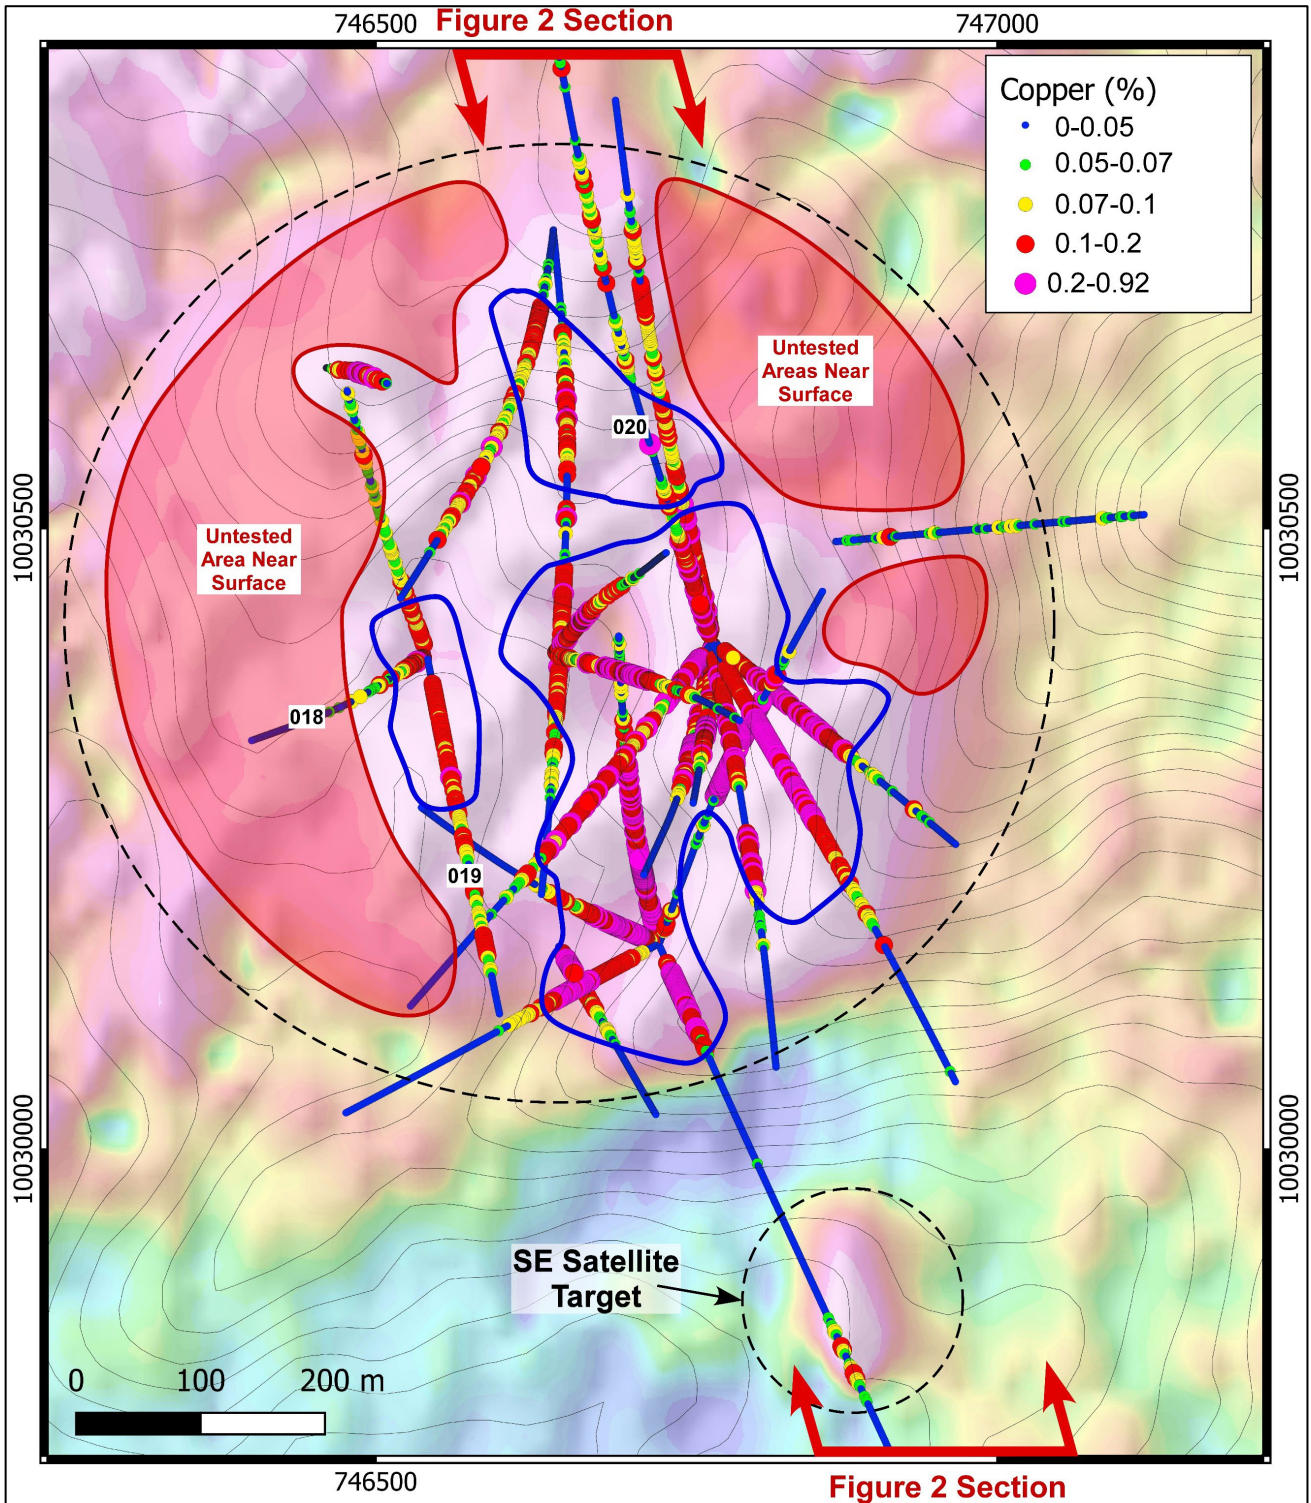 746500
Figure 2 Section
747000
Copper (%)
0-0.05
0.05-0.07
0.07-0.1
0.1-0.2
0.2-0.92
Untested
Areas Near
Surface
020
10030500
10030500
Untested
Area Near
Surface
018
019
10030000
10030000
SE Satellite
Target
0 100 200 m
746500
Figure 2 Section